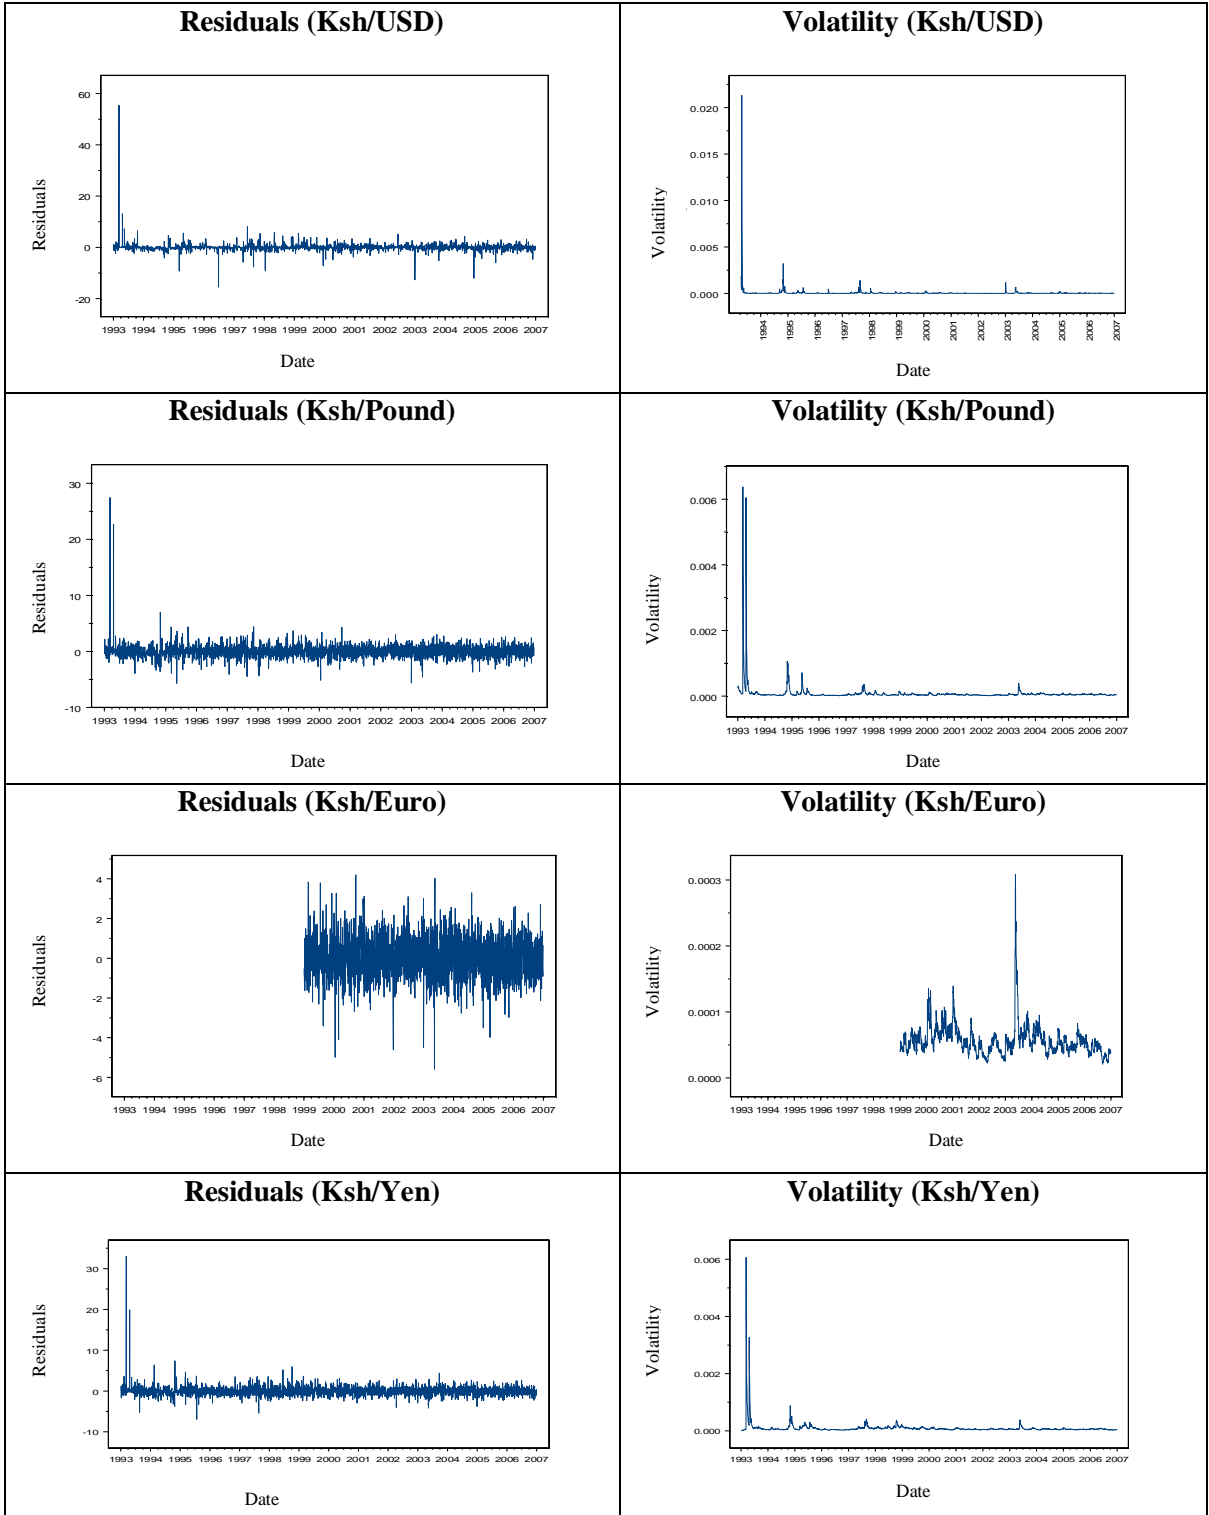 Residuals (Ksh/USD)
60
40
20
0
-20
Residuals
1993 1994 1995 1996 1997 1998 1999 2000 2001 2002 2003 2004 2005 2006 2007
Date
Volatility (Ksh/USD)
0.020
0.015
0.010
0.005
0.000
Volatility
1994 1995 1996 1997 1998 1999 2000 2001 2002 2003 2004 2005 2006 2007
Date
Residuals (Ksh/Pound)
30
20
10
0
-10
Residuals
1993 1994 1995 1996 1997 1998 1999 2000 2001 2002 2003 2004 2005 2006 2007
Date
Volatility (Ksh/Pound)
0.006
0.004
0.002
0.000
Volatility
1993 1994 1995 1996 1997 1998 1999 2000 2001 2002 2003 2004 2005 2006 2007
Date
Residuals (Ksh/Euro)
4
2
0
-2
-4
-6
Residuals
1993 1994 1995 1996 1997 1998 1999 2000 2001 2002 2003 2004 2005 2006 2007
Date
Volatility (Ksh/Euro)
0.0003
0.0002
0.0001
0.0000
Volatility
1993 1994 1995 1996 1997 1998 1999 2000 2001 2002 2003 2004 2005 2006 2007
Date
Residuals (Ksh/Yen)
30
20
10
0
-10
Residuals
1993 1994 1995 1996 1997 1998 1999 2000 2001 2002 2003 2004 2005 2006 2007
Date
Volatility (Ksh/Yen)
0.006
0.004
0.002
0.000
Volatility
1993 1994 1995 1996 1997 1998 1999 2000 2001 2002 2003 2004 2005 2006 2007
Date